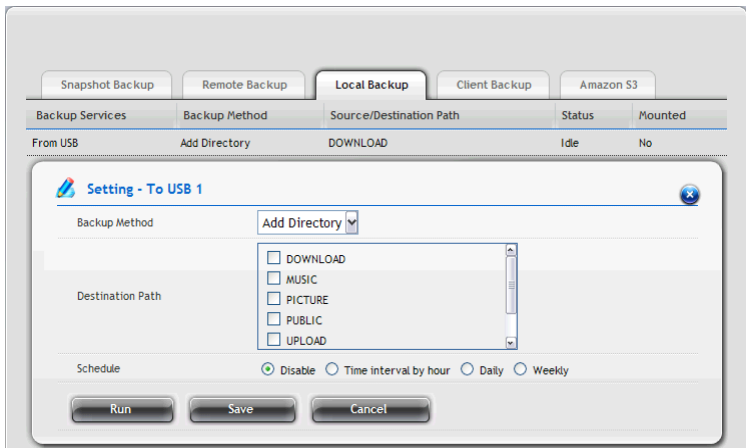 Snapshot Backup Remote Backup Local Backup Client Backup Amazon S3
Backup Services Backup Method Source/Destination Path Status Mounted
From USB Add Directory DOWNLOAD Idle No
Setting - To USB 1
Backup Method Add Directory
DOWNLOAD
MUSIC
Destination Path PICTURE
PUBLIC
UPLOAD
Schedule Disable Time interval by hour Daily Weekly
Run Save Cancel